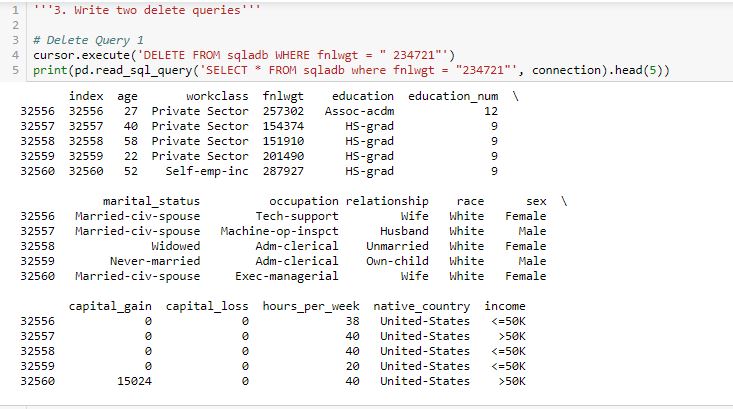 1 '''3. Write two delete queries'''
2
3 # Delete Query 1
4 cursor.execute('DELETE FROM sqladb WHERE fnlwgt = " 234721"')
5 print(pd.read_sql_query('SELECT * FROM sqladb where fnlwgt = "234721"', connection).head(5))
index age workclass fnlwgt education education_num \
32556 32556 27 Private Sector 257302 Assoc-acdm 12
32557 32557 40 Private Sector 154374 HS-grad 9
32558 32558 58 Private Sector 151910 HS-grad 9
32559 32559 22 Private Sector 201490 HS-grad 9
32560 32560 52 Self-emp-inc 287927 HS-grad 9
marital_status occupation relationship race sex \
32556 Married-civ-spouse Tech-support Wife White Female
32557 Married-civ-spouse Machine-op-inspct Husband White Male
32558 Widowed Adm-clerical Unmarried White Female
32559 Never-married Adm-clerical Own-child White Male
32560 Married-civ-spouse Exec-managerial Wife White Female
capital_gain capital_loss hours_per_week native_country income
32556 0 0 38 United-States <=50K
32557 0 0 40 United-States >50K
32558 0 0 40 United-States <=50K
32559 0 0 20 United-States <=50K
32560 15024 0 40 United-States >50K